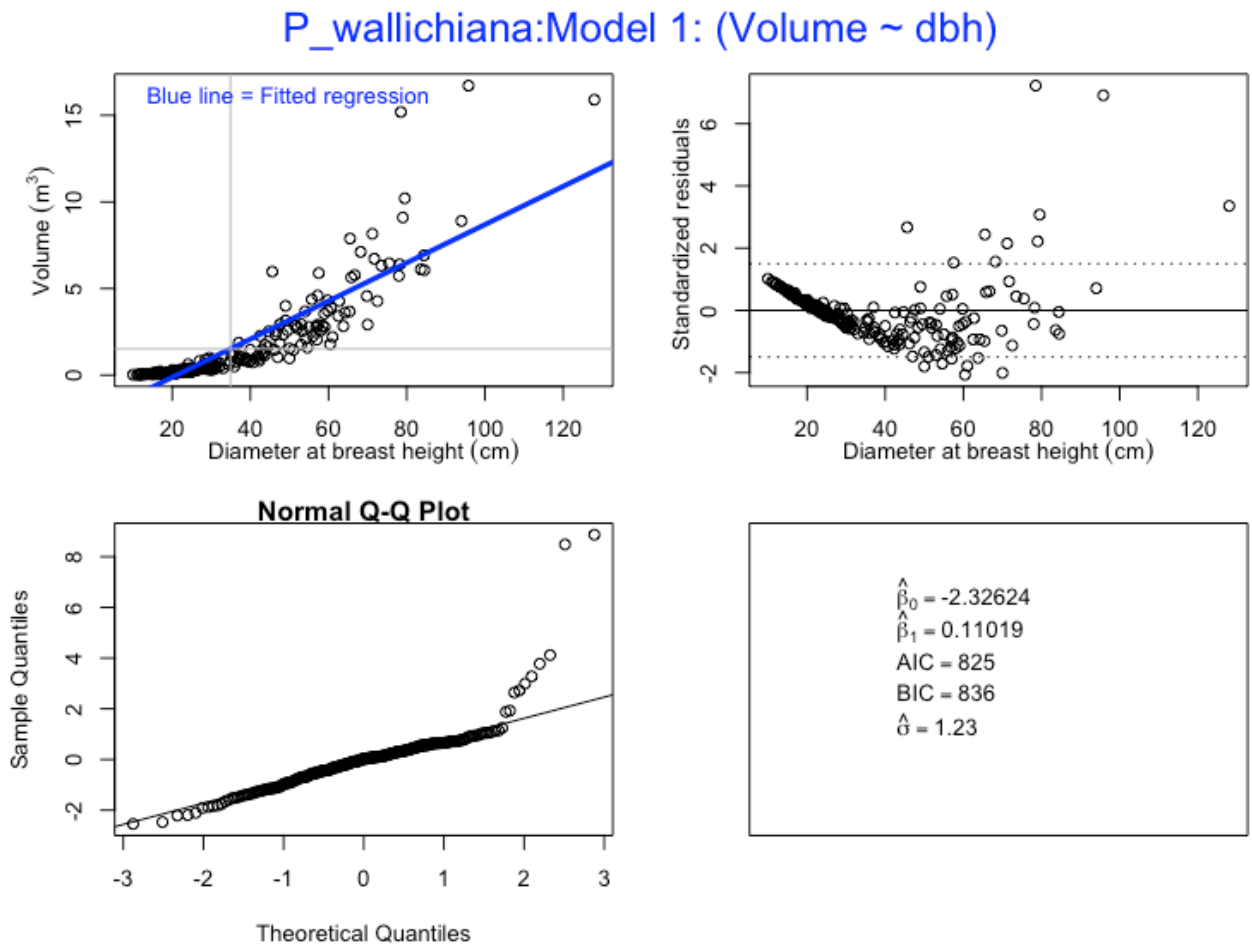 P_wallichiana:Model 1: (Volume ~ dbh)
Blue line = Fitted regression
Volume (m³)
0 5 10 15
20 40 60 80 100 120
Diameter at breast height (cm)
Standardized residuals
-2 0 2 4 6
20 40 60 80 100 120
Diameter at breast height (cm)
Normal Q-Q Plot
Sample Quantiles
-2 0 2 4 6 8
-3 -2 -1 0 1 2 3
Theoretical Quantiles
β̂₀ = -2.32624
β̂₁ = 0.11019
AIC = 825
BIC = 836
σ̂ = 1.23